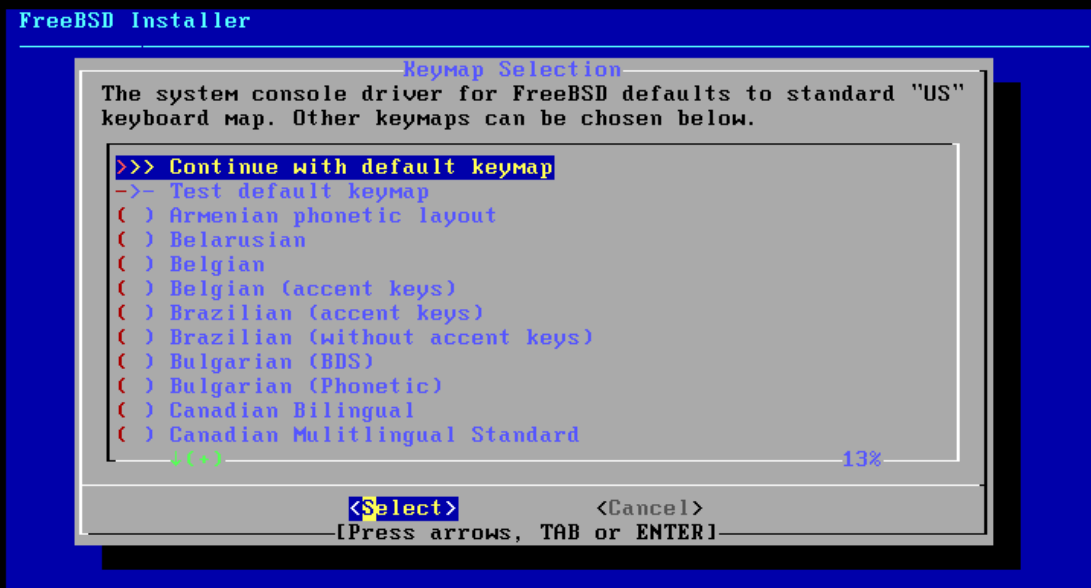 FreeBSD Installer
Keymap Selection
The system console driver for FreeBSD defaults to standard "US"
keyboard map. Other keymaps can be chosen below.
>>> Continue with default keymap
->- Test default keymap
( ) Armenian phonetic layout
( ) Belarusian
( ) Belgian
( ) Belgian (accent keys)
( ) Brazilian (accent keys)
( ) Brazilian (without accent keys)
( ) Bulgarian (BDS)
( ) Bulgarian (Phonetic)
( ) Canadian Bilingual
( ) Canadian Mulitlingual Standard
↓(+) 13%
<Select> <Cancel>
[Press arrows, TAB or ENTER]